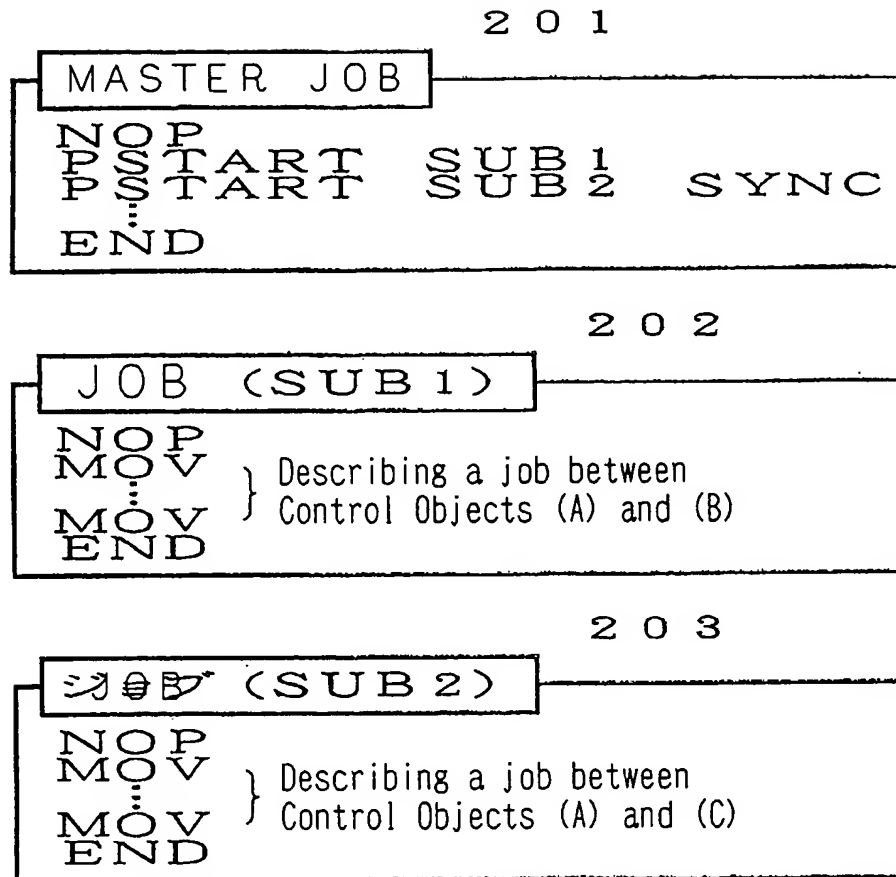 201
MASTER JOB
NOP
PSTART SUB1
PSTART SUB2 SYNC
⋮
END
202
JOB (SUB1)
NOP
MOV
⋮
MOV
END
Describing a job between
Control Objects (A) and (B)
203
(SUB2)
NOP
MOV
⋮
MOV
END
Describing a job between
Control Objects (A) and (C)